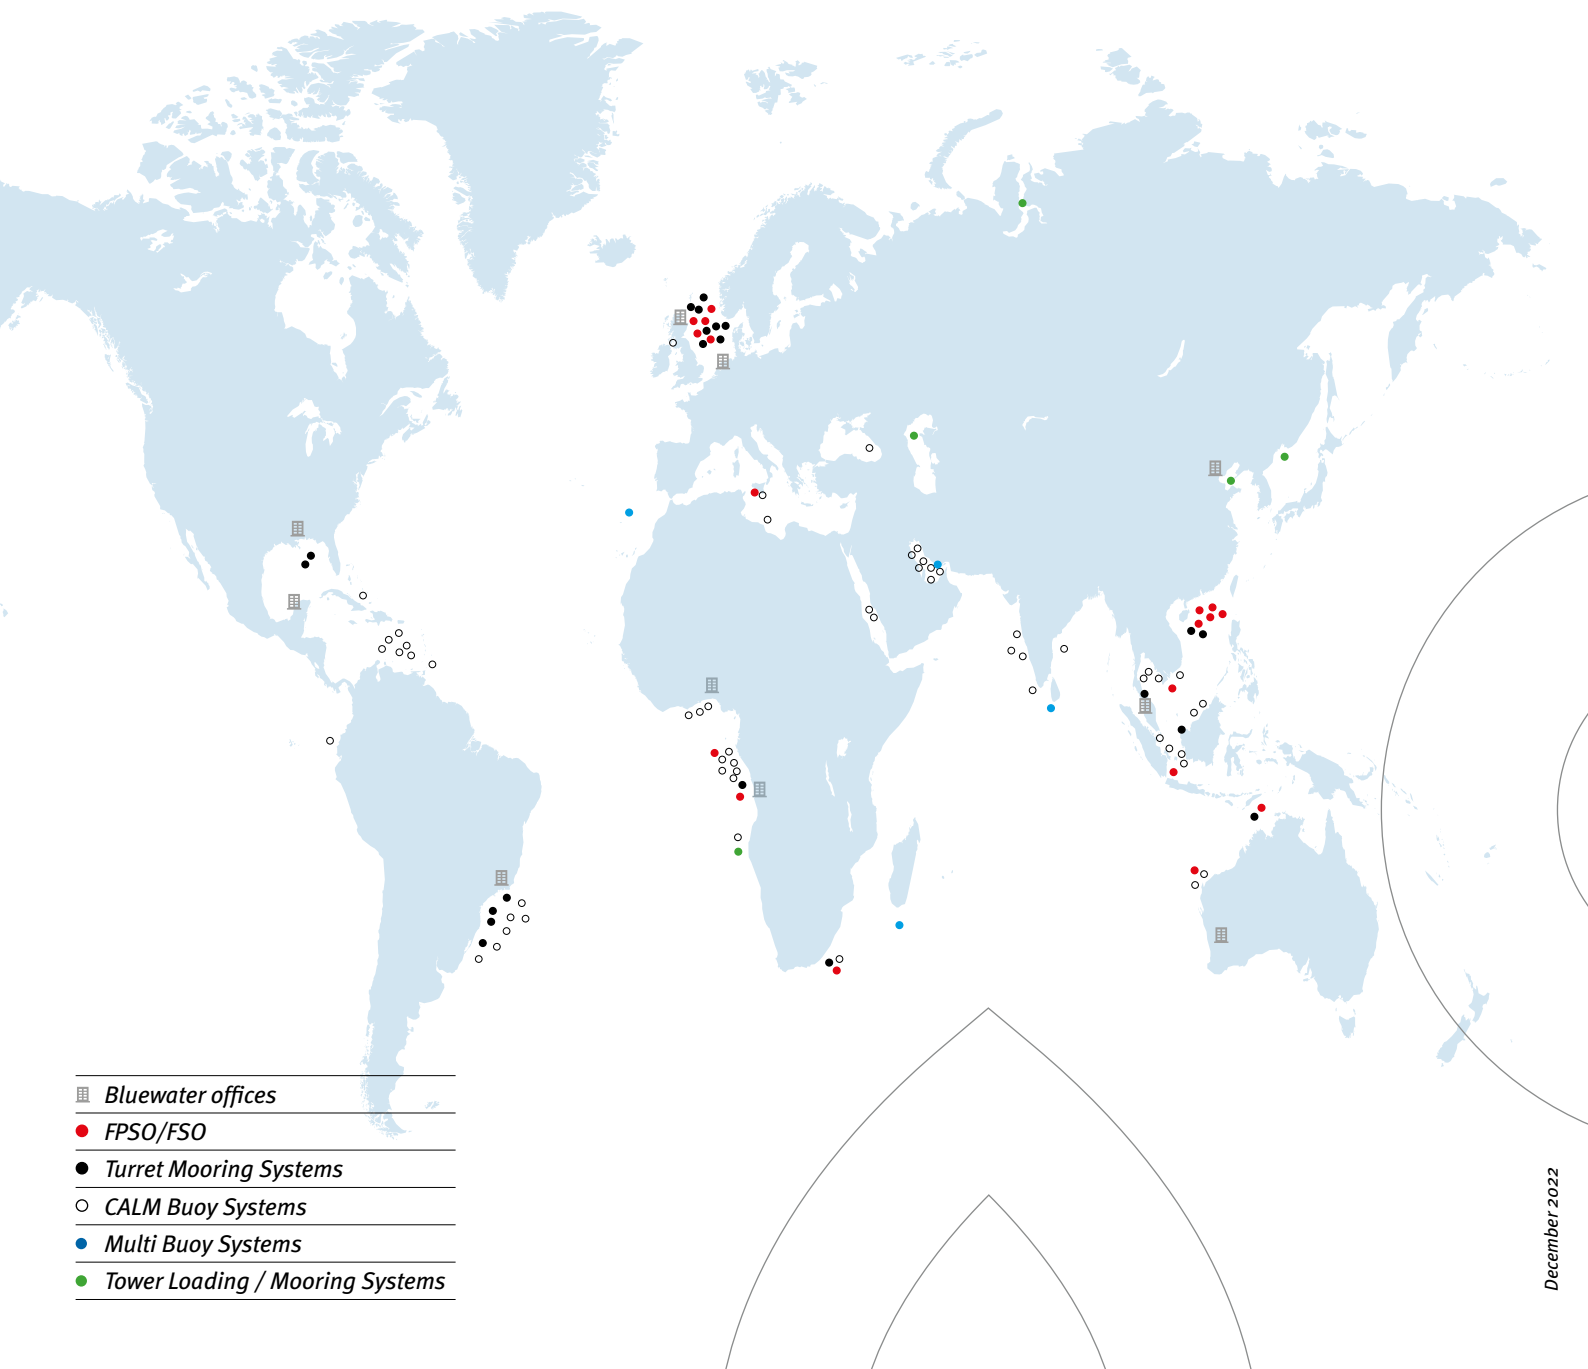 Bluewater offices
FPSO/FSO
Turret Mooring Systems
CALM Buoy Systems
Multi Buoy Systems
Tower Loading / Mooring Systems
December 2022